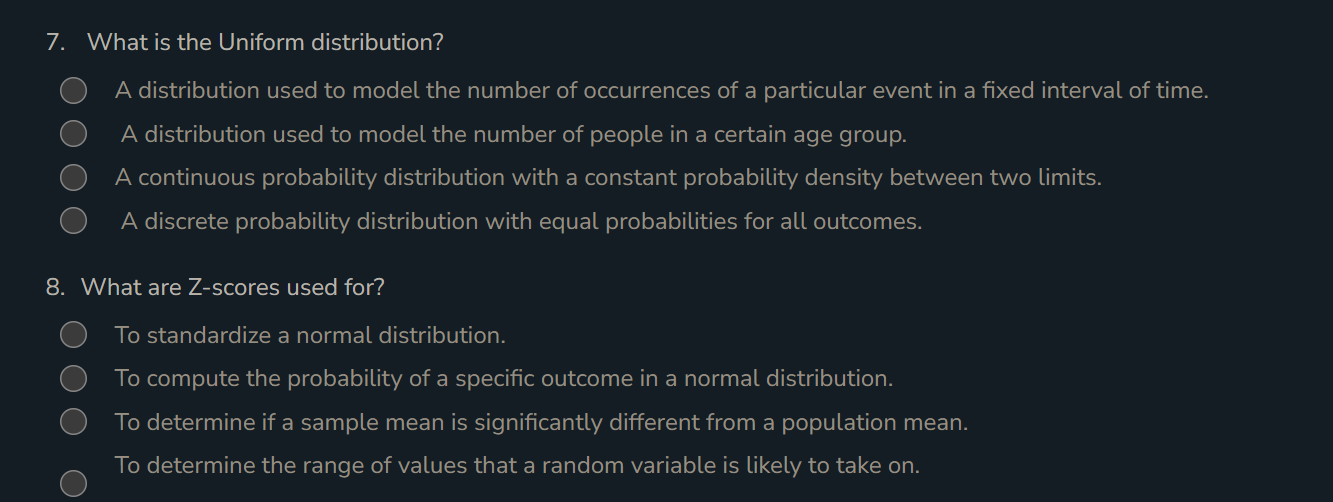 7. What is the Uniform distribution?
A distribution used to model the number of occurrences of a particular event in a fixed interval of time.
A distribution used to model the number of people in a certain age group.
A continuous probability distribution with a constant probability density between two limits.
A discrete probability distribution with equal probabilities for all outcomes.
8. What are Z-scores used for?
To standardize a normal distribution.
To compute the probability of a specific outcome in a normal distribution.
To determine if a sample mean is significantly different from a population mean.
To determine the range of values that a random variable is likely to take on.